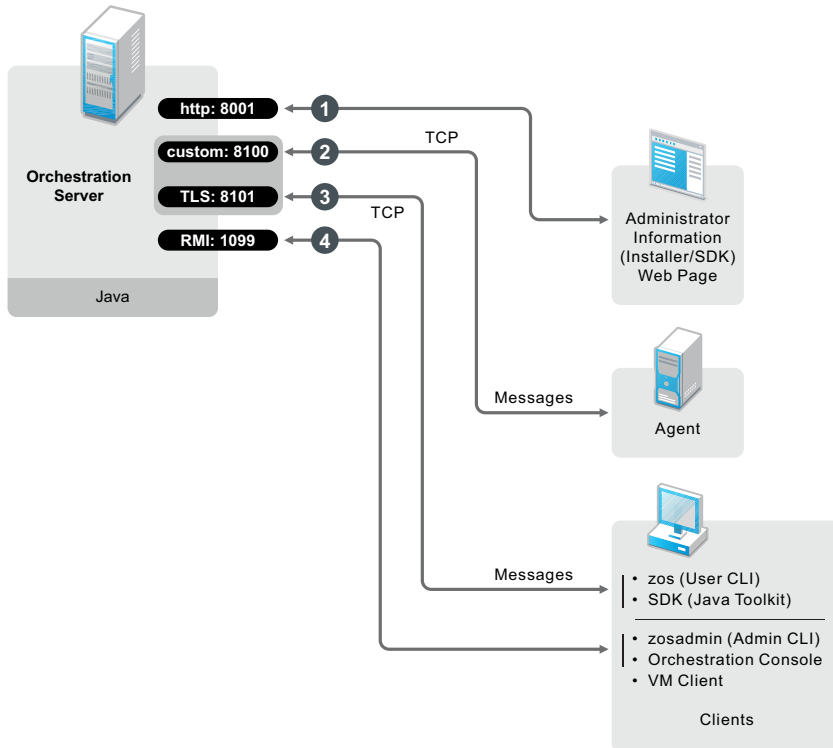 http: 8001
1
custom: 8100
2
TCP
Orchestration
Server
TLS: 8101
3
TCP
RMI: 1099
4
Java
Administrator
Information
(Installer/SDK)
Web Page
Messages
Agent
Messages
• zos (User CLI)
• SDK (Java Toolkit)
• zosadmin (Admin CLI)
• Orchestration Console
• VM Client
Clients